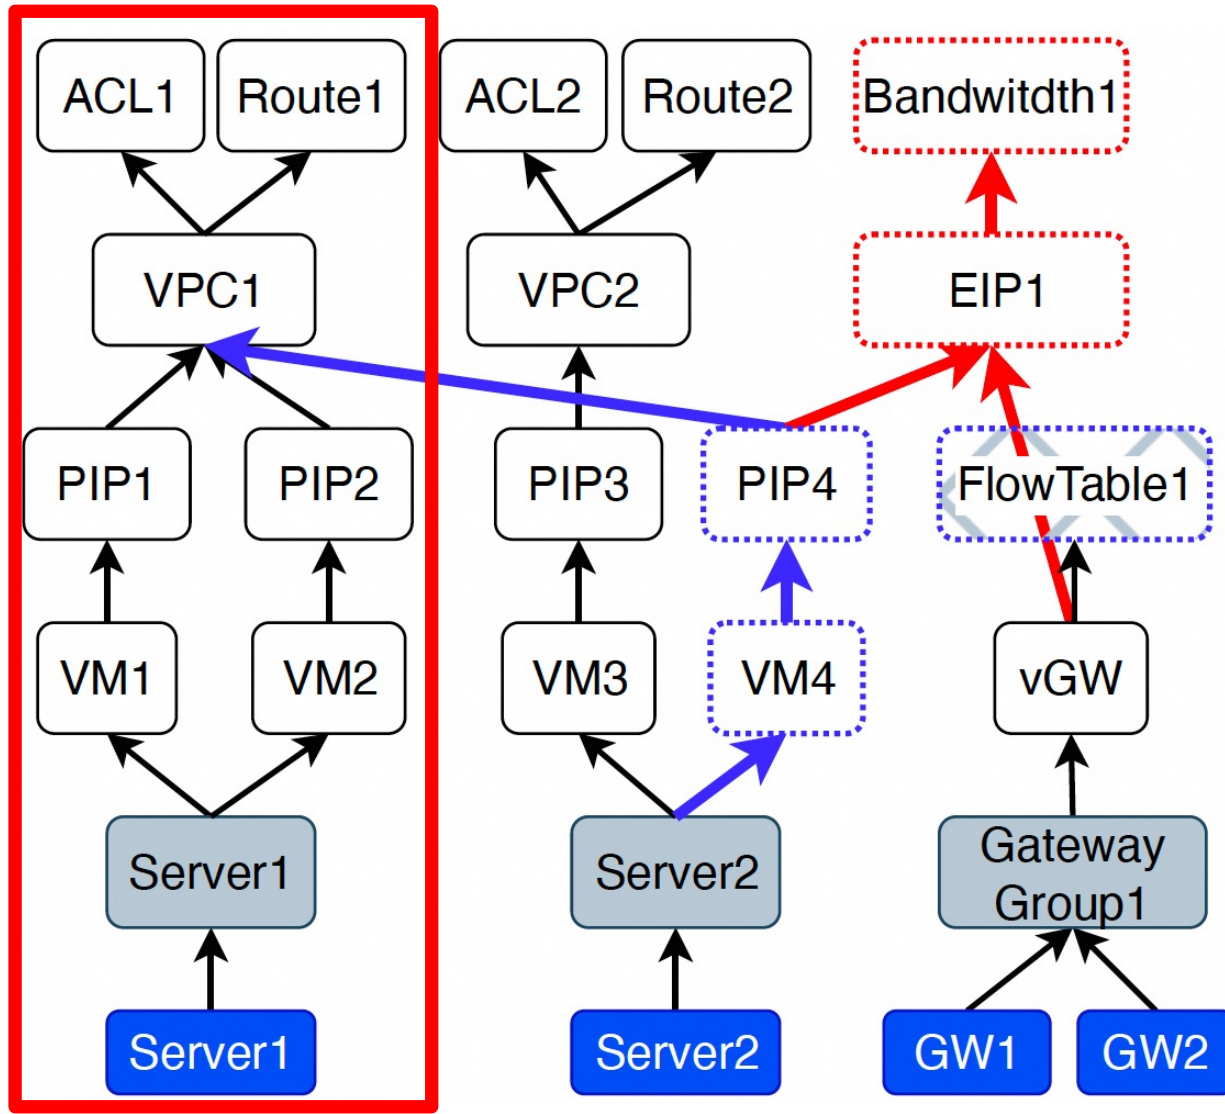 ACL1
Route1
ACL2
Route2
Bandwitdth1
VPC1
VPC2
EIP1
PIP1
PIP2
PIP3
PIP4
FlowTable1
VM1
VM2
VM3
VM4
vGW
Server1
Server2
Gateway
Group1
Server1
Server2
GW1
GW2